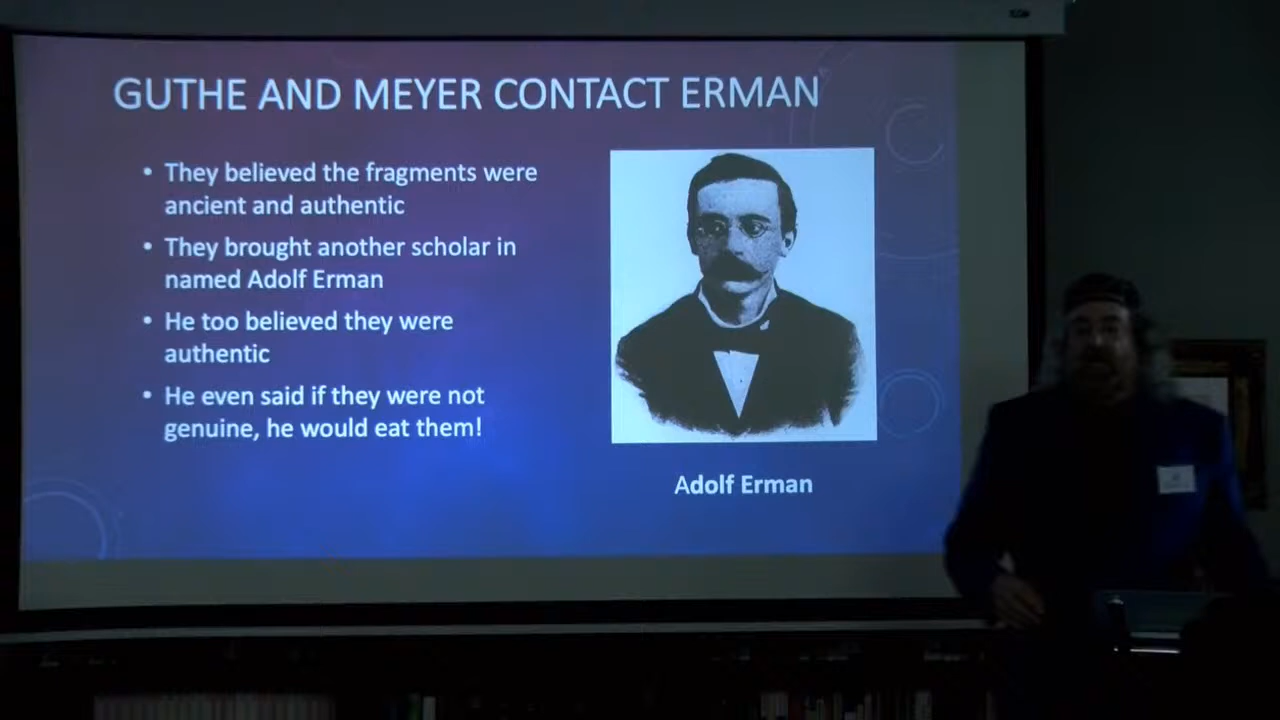 GUTHE AND MEYER CONTACT ERMAN
• They believed the fragments were
ancient and authentic
• They brought another scholar in
named Adolf Erman
• He too believed they were
authentic
• He even said if they were not
genuine, he would eat them!
Adolf Erman